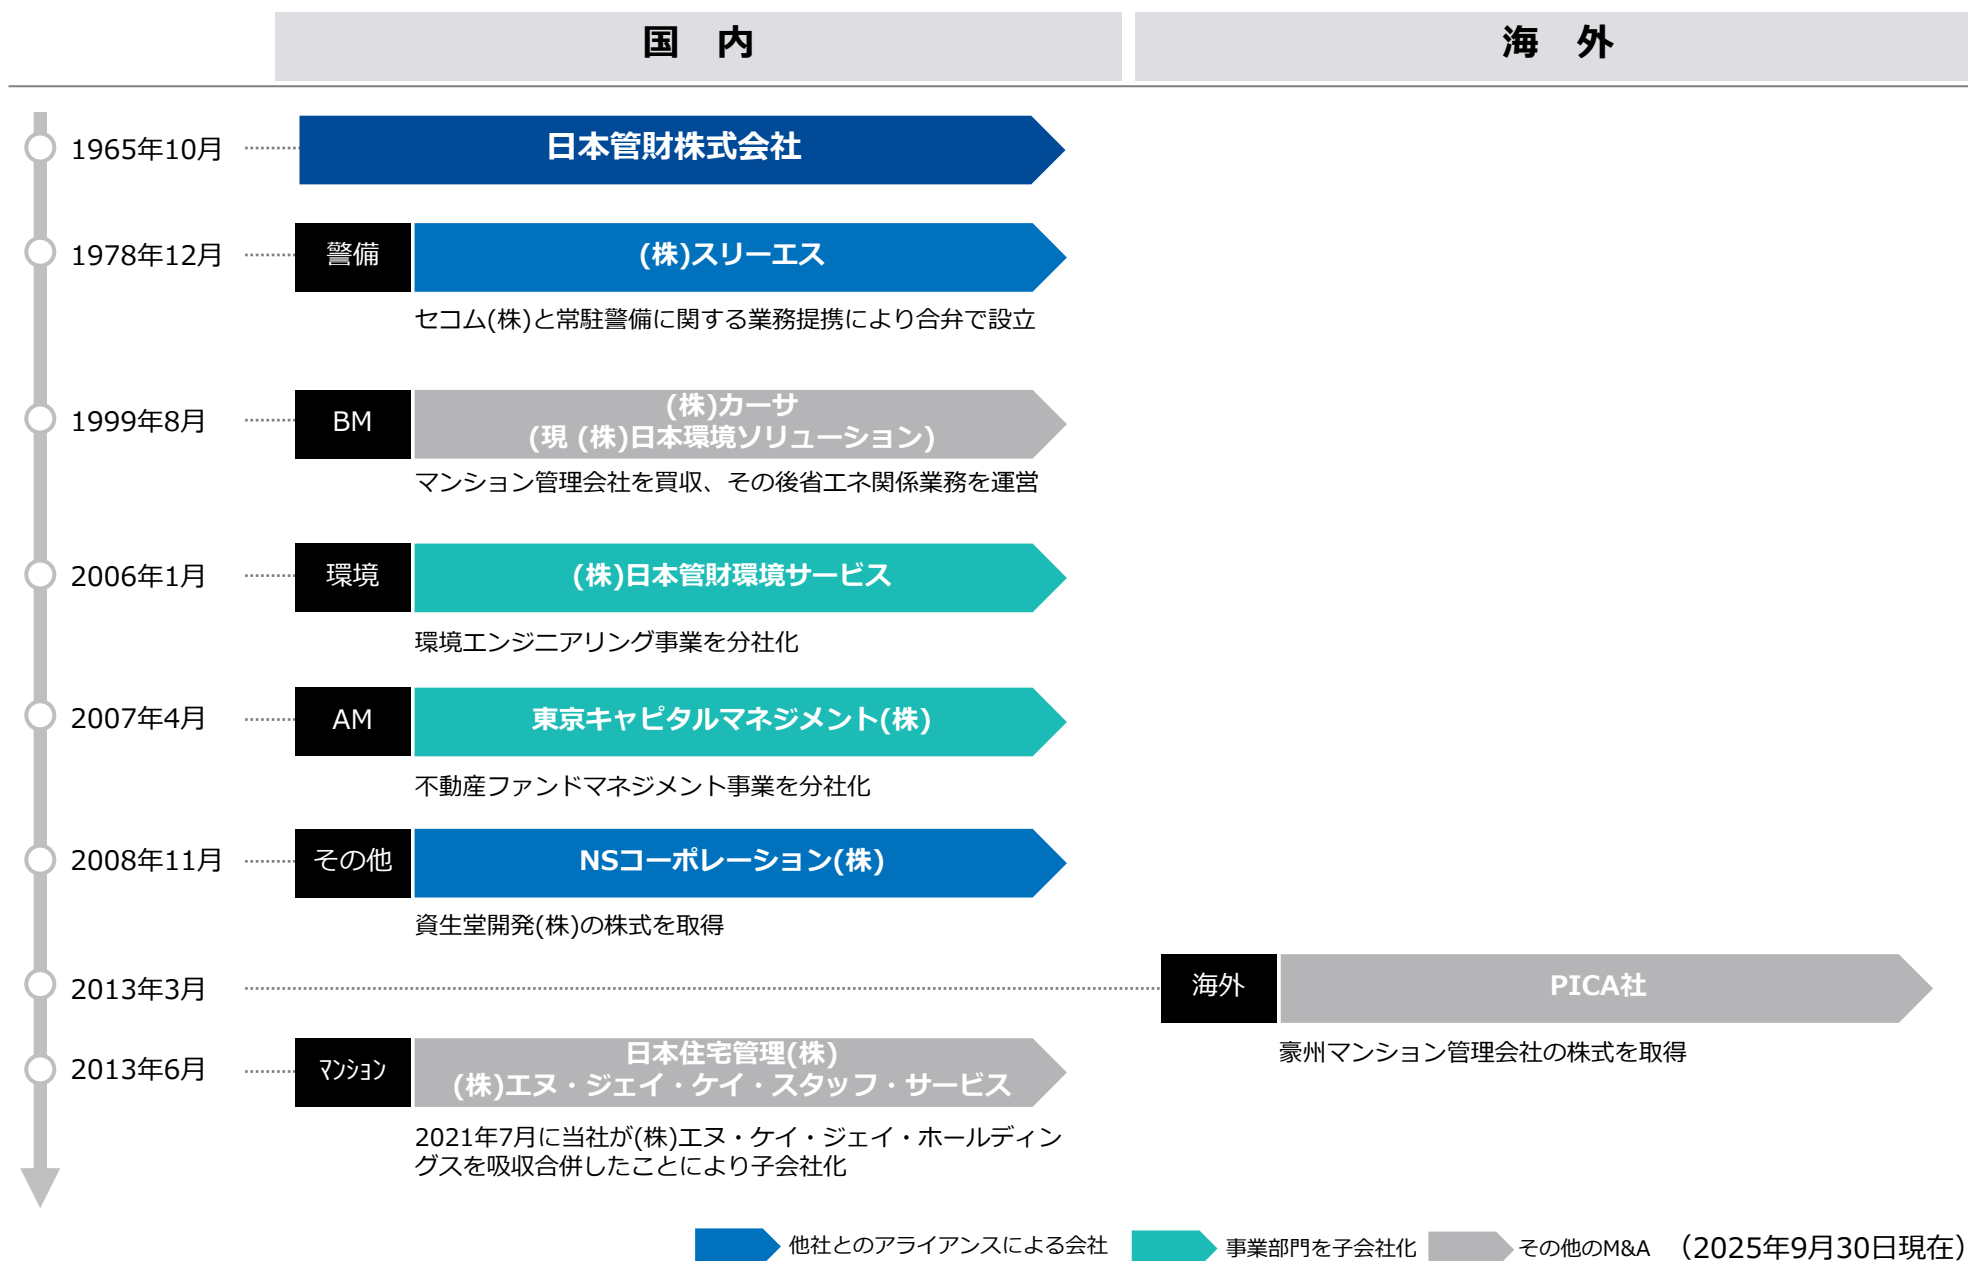 国 内
海 外
1965年10月
日本管財株式会社
1978年12月
警備
(株)スリーエス
セコム(株)と常駐警備に関する業務提携により合弁で設立
1999年8月
BM
(株)カーサ
(現 (株)日本環境ソリューション)
マンション管理会社を買収、その後省エネ関係業務を運営
2006年1月
環境
(株)日本管財環境サービス
環境エンジニアリング事業を分社化
2007年4月
AM
東京キャピタルマネジメント(株)
不動産ファンドマネジメント事業を分社化
2008年11月
その他
NSコーポレーション(株)
資生堂開発(株)の株式を取得
2013年3月
海外
PICA社
豪州マンション管理会社の株式を取得
2013年6月
ﾏﾝｼｮﾝ
日本住宅管理(株)
(株)エヌ・ジェイ・ケイ・スタッフ・サービス
2021年7月に当社が(株)エヌ・ケイ・ジェイ・ホールディン
グスを吸収合併したことにより子会社化
他社とのアライアンスによる会社
事業部門を子会社化
その他のM&A
（2025年9月30日現在）